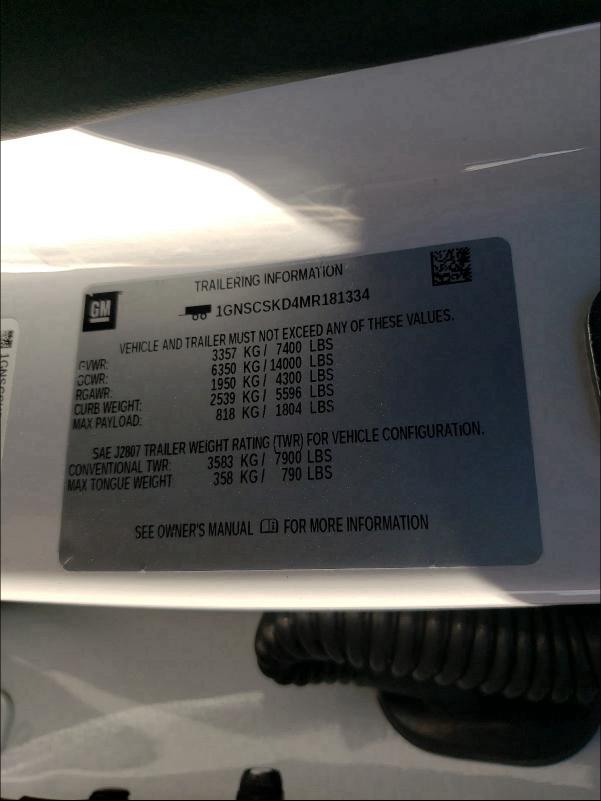 TRAILERING INFORMATION
GM
1GNSCSKD4MR181334
VEHICLE AND TRAILER MUST NOT EXCEED ANY OF THESE VALUES.
GVWR: 3357 KG / 7400 LBS
GCWR: 6350 KG / 14000 LBS
RGAWR: 1950 KG / 4300 LBS
CURB WEIGHT: 2539 KG / 5596 LBS
MAX PAYLOAD: 818 KG / 1804 LBS
SAE J2807 TRAILER WEIGHT RATING (TWR) FOR VEHICLE CONFIGURATION.
CONVENTIONAL TWR: 3583 KG / 7900 LBS
MAX TONGUE WEIGHT 358 KG / 790 LBS
SEE OWNER'S MANUAL FOR MORE INFORMATION